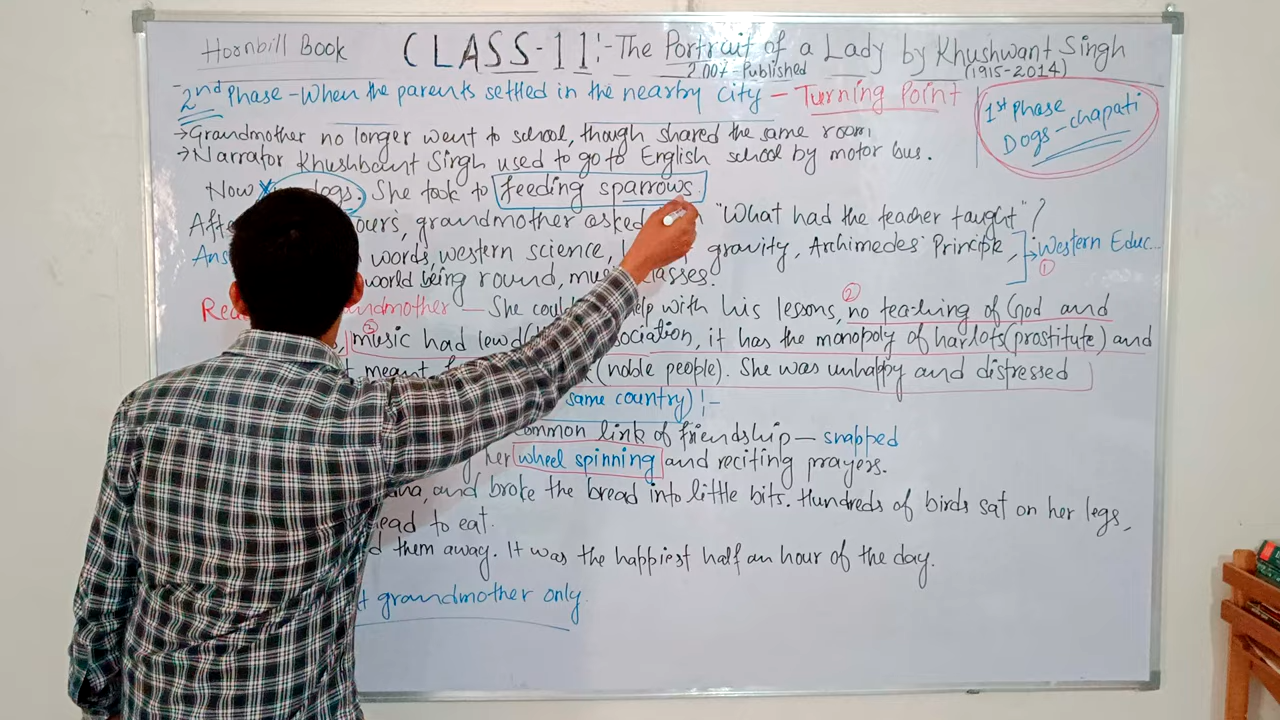 Hornbill Book CLASS-11:- The Portrait of a Lady by Khushwant Singh
2007-Published (1915-2014)
2nd Phase - When the parents settled in the nearby city - Turning Point
1st phase
Dogs - chapati
→ Grandmother no longer went to school, though shared the same room.
→ Narrator Khushbant Singh used to go to English school by motor bus.
Now dogs. She took to feeding sparrows.
ours, grandmother asked "What had the teacher taught"?
words, western science, gravity, Archimedes' Principle, → Western Educ...
world being round, classes. 1
grandmother - She help with his lessons, 2 no teaching of God and
3 music had lewd association, it has the monopoly of harlots (prostitute) and
meant (noble people). She was unhappy and distressed
same country) :-
common link of friendship - snapped
her wheel spinning and reciting prayers.
and broke the bread into little bits. Hundreds of birds sat on her legs,
head to eat.
them away. It was the happiest half an hour of the day.
grandmother only.